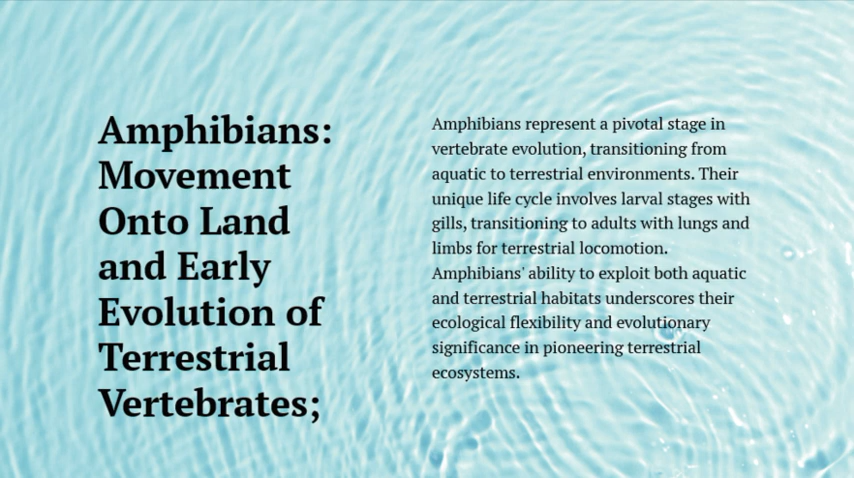 Amphibians:
Movement
Onto Land
and Early
Evolution of
Terrestrial
Vertebrates;
Amphibians represent a pivotal stage in
vertebrate evolution, transitioning from
aquatic to terrestrial environments. Their
unique life cycle involves larval stages with
gills, transitioning to adults with lungs and
limbs for terrestrial locomotion.
Amphibians' ability to exploit both aquatic
and terrestrial habitats underscores their
ecological flexibility and evolutionary
significance in pioneering terrestrial
ecosystems.